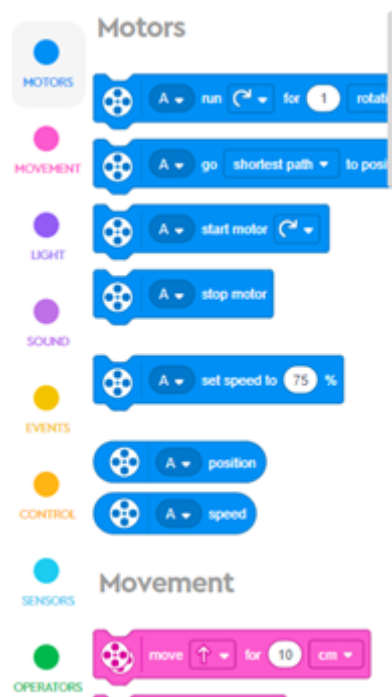 Motors
MOTORS
A run for 1 rotati
MOVEMENT
A go shortest path to posi
LIGHT
A start motor
A stop motor
SOUND
A set speed to 75 %
EVENTS
A position
CONTROL
A speed
Movement
SENSORS
move for 10 cm
OPERATORS